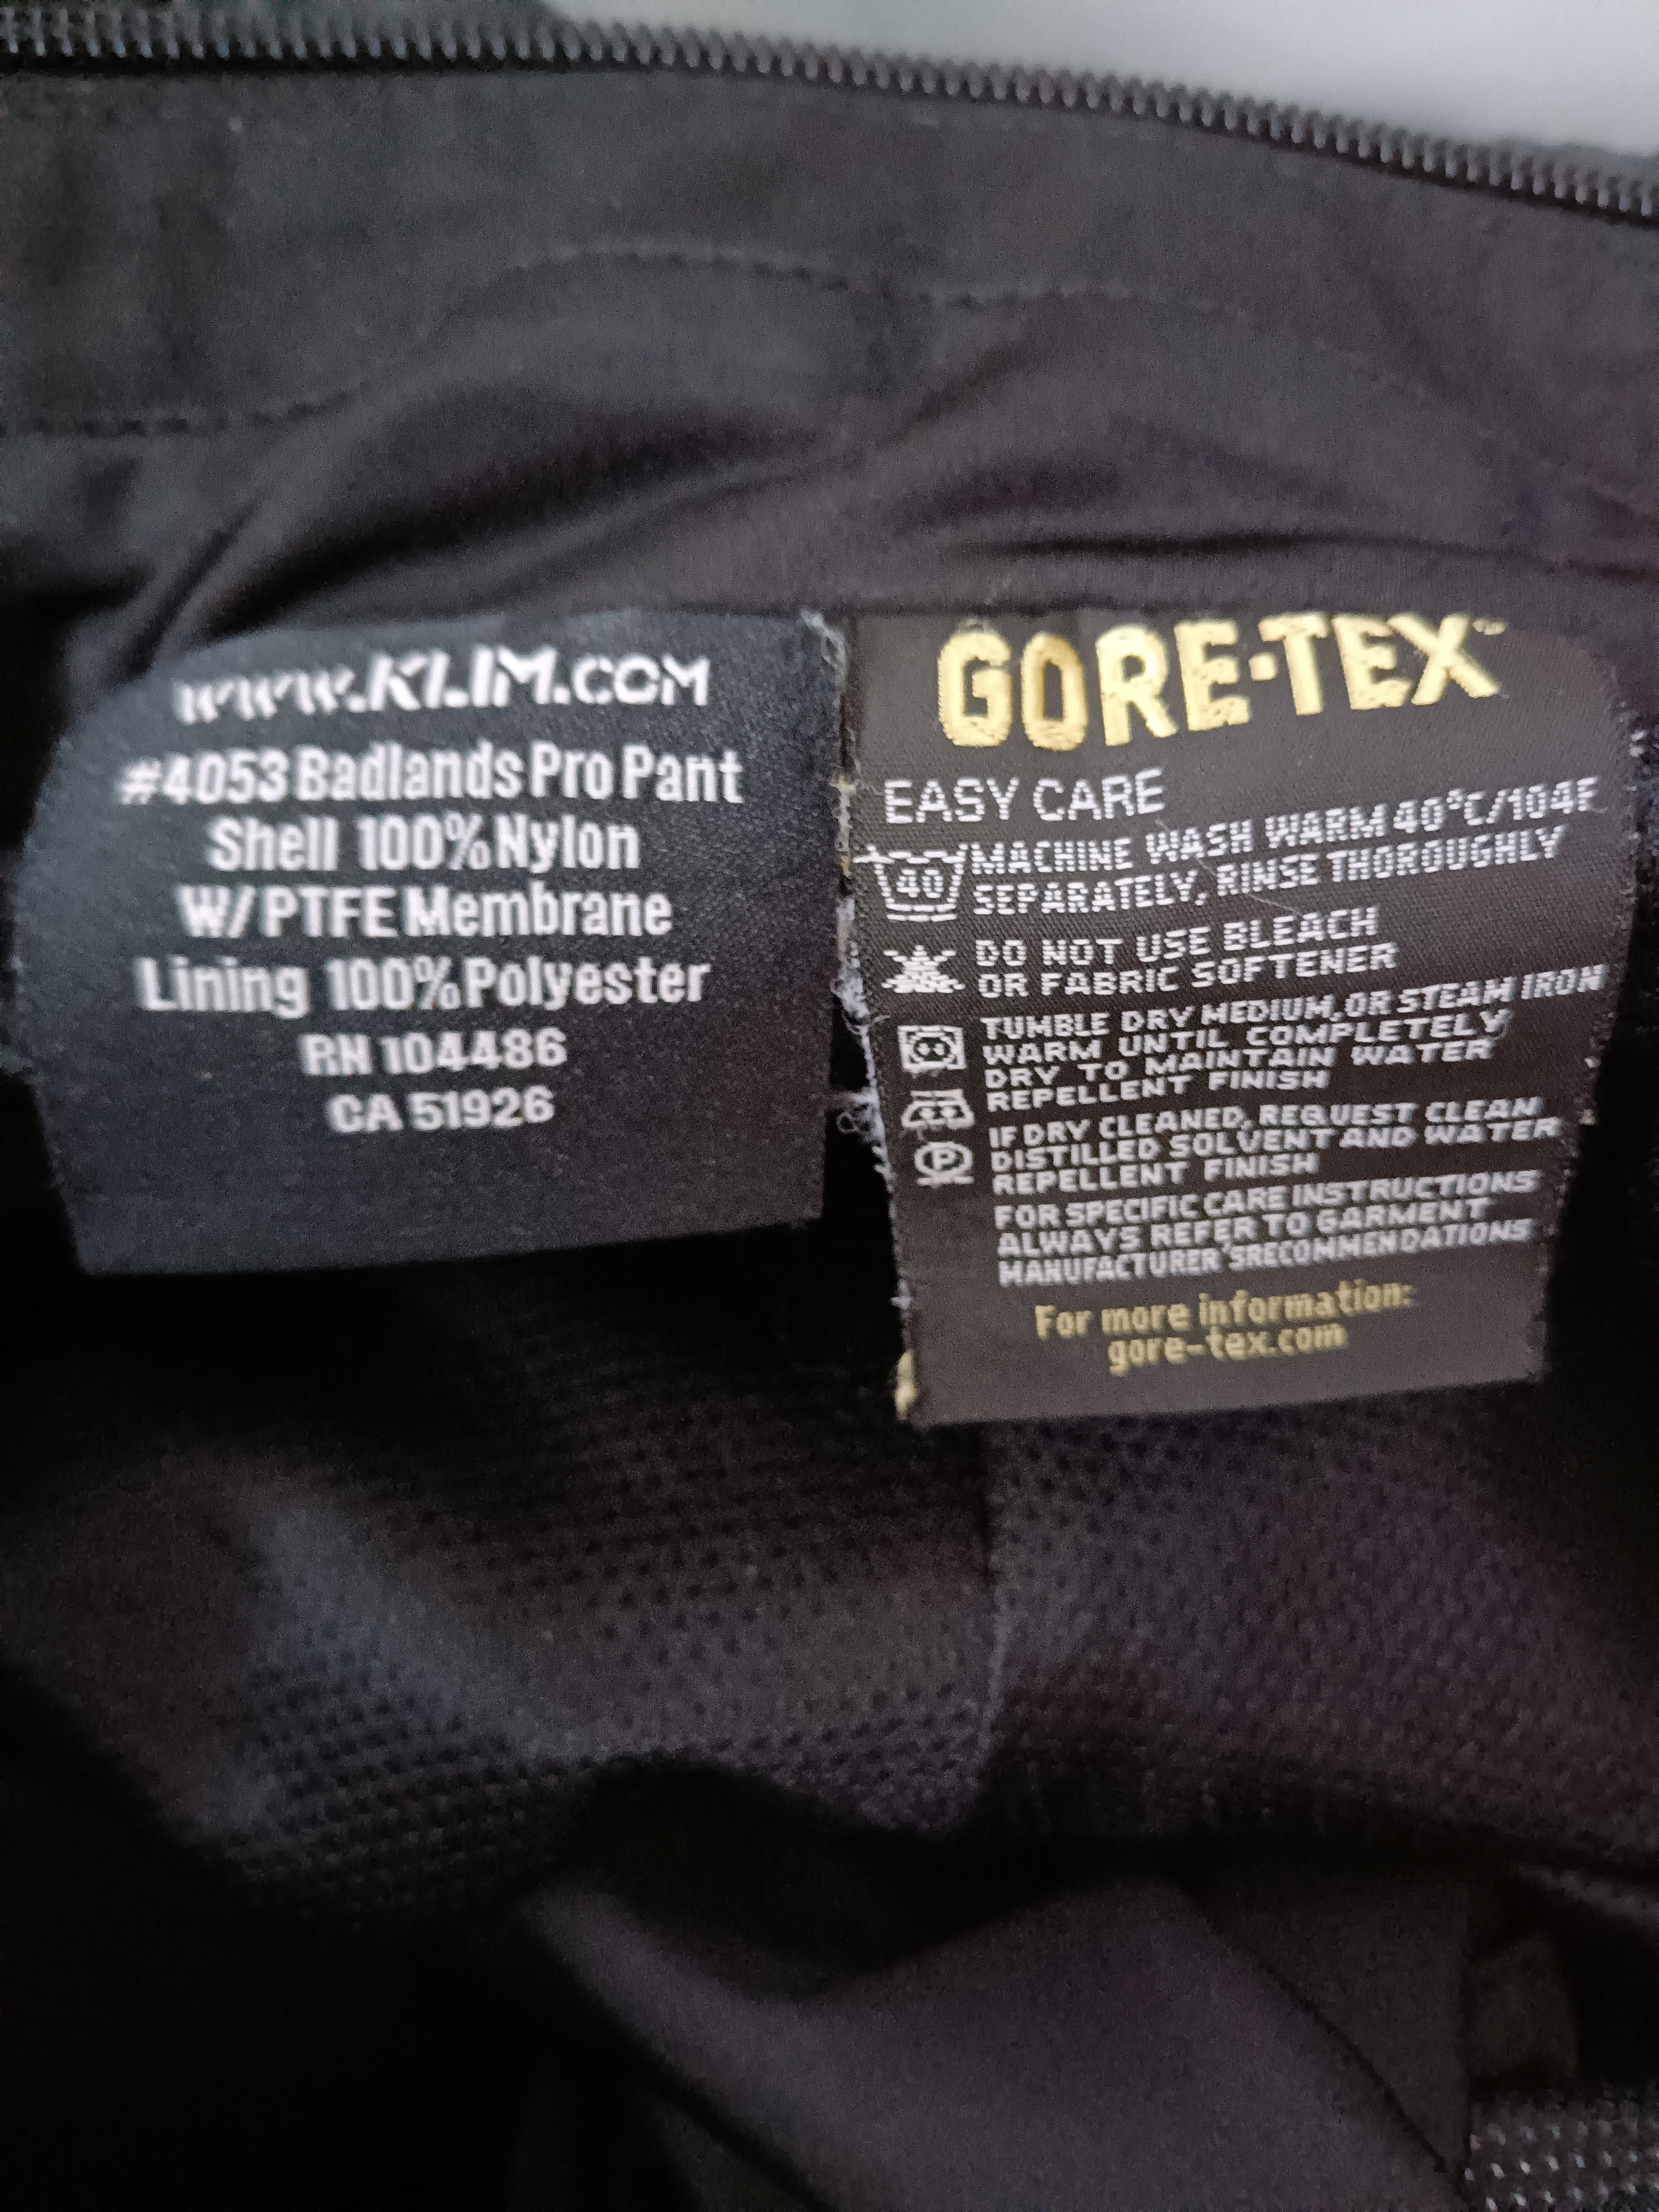 www.KLIM.COM
#4053 Badlands Pro Pant
Shell 100% Nylon
W/ PTFE Membrane
Lining 100% Polyester
RN 104486
CA 51926
GORE-TEX™
EASY CARE
40
MACHINE WASH WARM 40°C/104F
SEPARATELY, RINSE THOROUGHLY
DO NOT USE BLEACH
OR FABRIC SOFTENER
TUMBLE DRY MEDIUM, OR STEAM IRON
WARM UNTIL COMPLETELY
DRY TO MAINTAIN WATER
REPELLENT FINISH
P
IF DRY CLEANED, REQUEST CLEAN
DISTILLED SOLVENT AND WATER
REPELLENT FINISH
FOR SPECIFIC CARE INSTRUCTIONS
ALWAYS REFER TO GARMENT
MANUFACTURER'S RECOMMENDATIONS
For more information:
gore-tex.com